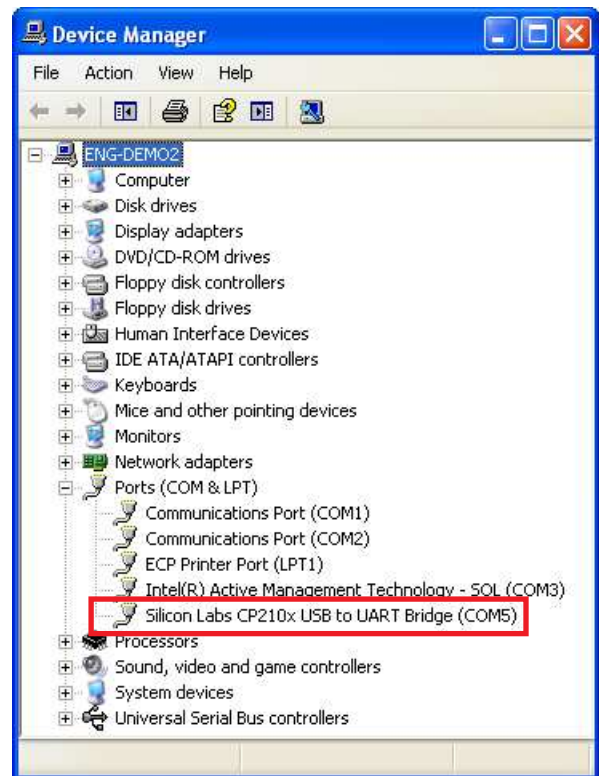 Device Manager
File Action View Help
ENG-DEMO2
Computer
Disk drives
Display adapters
DVD/CD-ROM drives
Floppy disk controllers
Floppy disk drives
Human Interface Devices
IDE ATA/ATAPI controllers
Keyboards
Mice and other pointing devices
Monitors
Network adapters
Ports (COM & LPT)
Communications Port (COM1)
Communications Port (COM2)
ECP Printer Port (LPT1)
Intel(R) Active Management Technology - SOL (COM3)
Silicon Labs CP210x USB to UART Bridge (COM5)
Processors
Sound, video and game controllers
System devices
Universal Serial Bus controllers